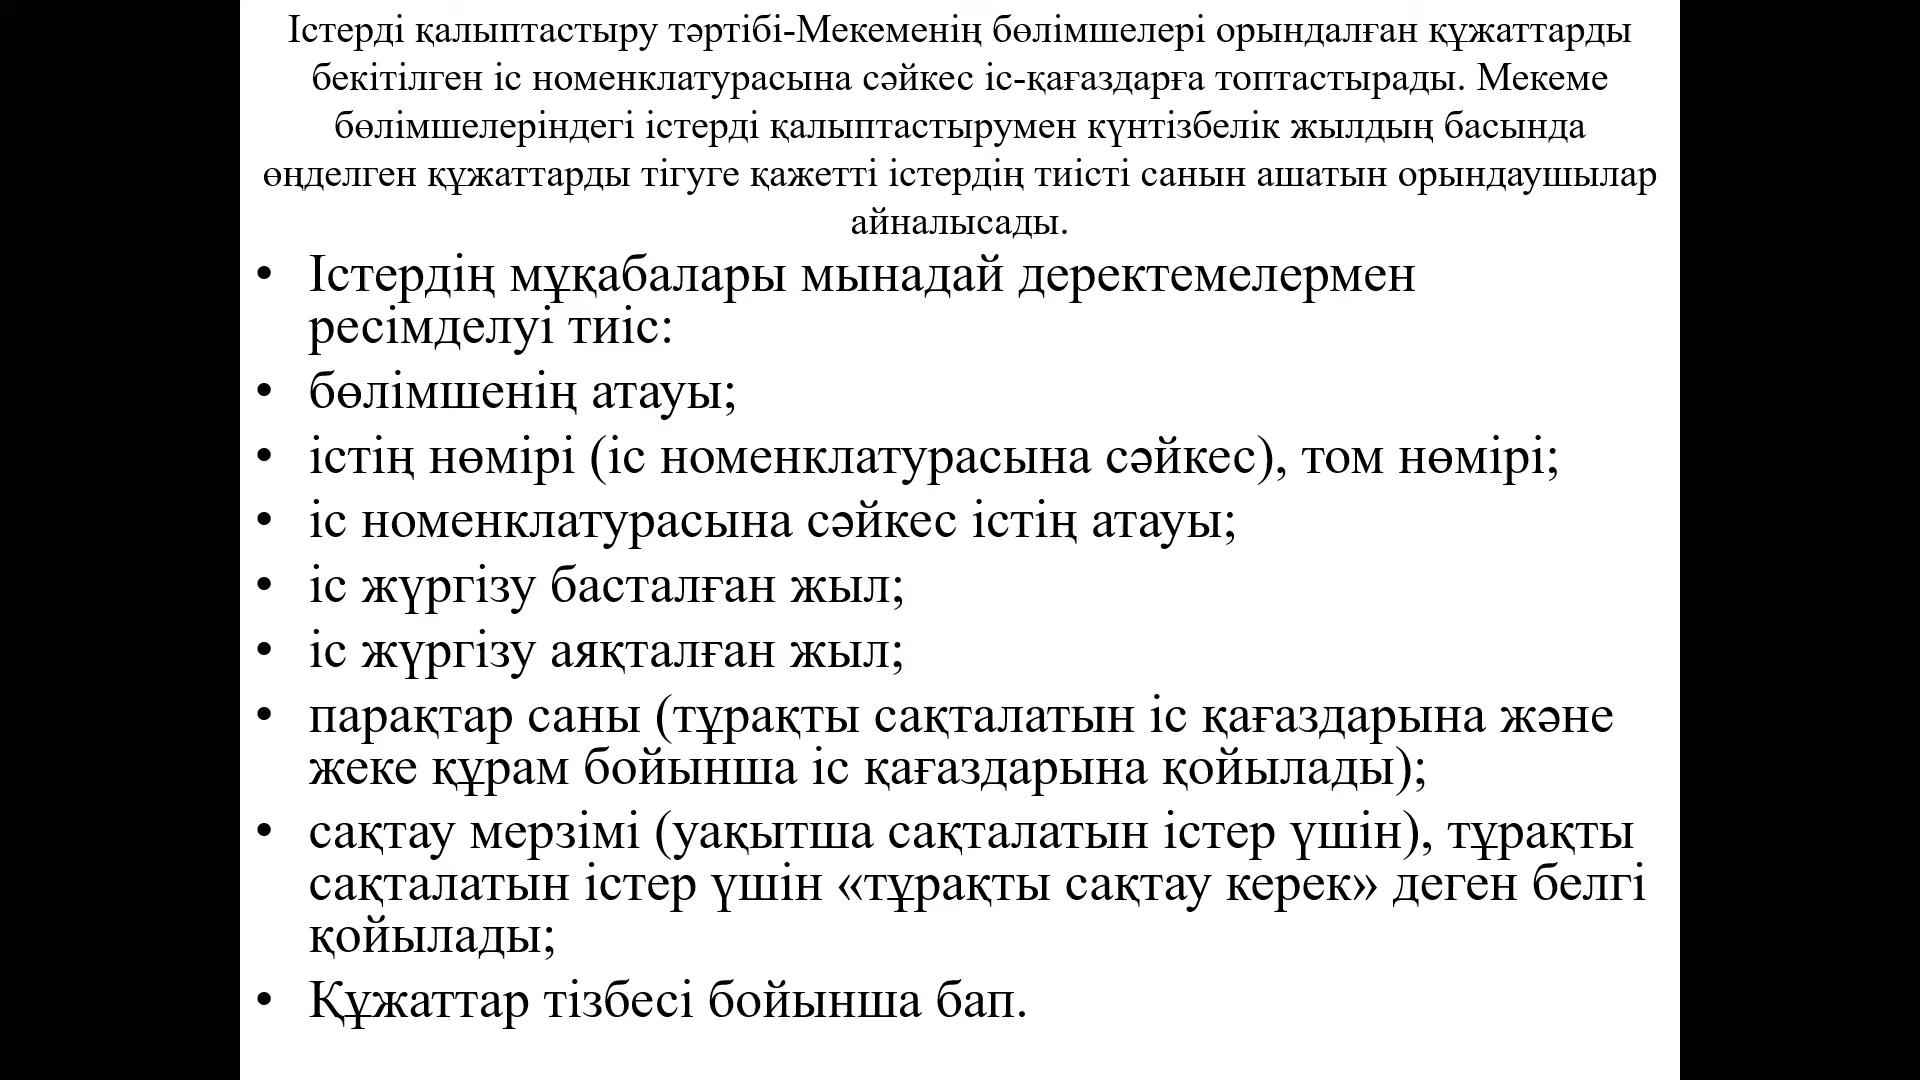 Істерді қалыптастыру тәртібі-Мекеменің бөлімшелері орындалған құжаттарды
бекітілген іс номенклатурасына сәйкес іс-қағаздарға топтастырады. Мекеме
бөлімшелеріндегі істерді қалыптастырумен күнтізбелік жылдың басында
өңделген құжаттарды тігуге қажетті істердің тиісті санын ашатын орындаушылар
айналысады.
• Істердің мұқабалары мынадай деректемелермен
ресімделуі тиіс:
• бөлімшенің атауы;
• істің нөмірі (іс номенклатурасына сәйкес), том нөмірі;
• іс номенклатурасына сәйкес істің атауы;
• іс жүргізу басталған жыл;
• іс жүргізу аяқталған жыл;
• парақтар саны (тұрақты сақталатын іс қағаздарына және
жеке құрам бойынша іс қағаздарына қойылады);
• сақтау мерзімі (уақытша сақталатын істер үшін), тұрақты
сақталатын істер үшін «тұрақты сақтау керек» деген белгі
қойылады;
• Құжаттар тізбесі бойынша бап.